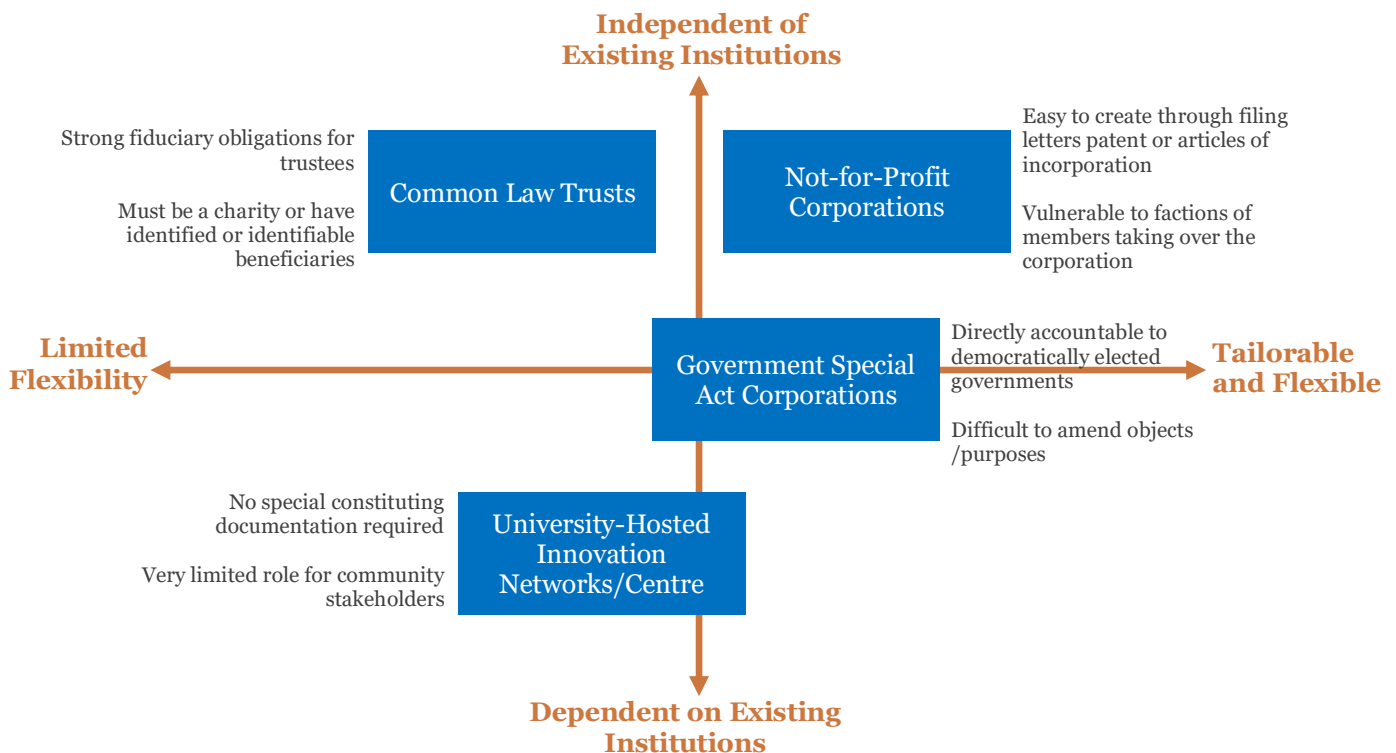 Independent of
Existing Institutions
Strong fiduciary obligations for
trustees
Must be a charity or have
identified or identifiable
beneficiaries
Common Law Trusts
Not-for-Profit
Corporations
Easy to create through filing
letters patent or articles of
incorporation
Vulnerable to factions of
members taking over the
corporation
Limited
Flexibility
Government Special
Act Corporations
Directly accountable to
democratically elected
governments
Difficult to amend objects
/purposes
Tailorable
and Flexible
No special constituting
documentation required
Very limited role for community
stakeholders
University-Hosted
Innovation
Networks/Centre
Dependent on Existing
Institutions